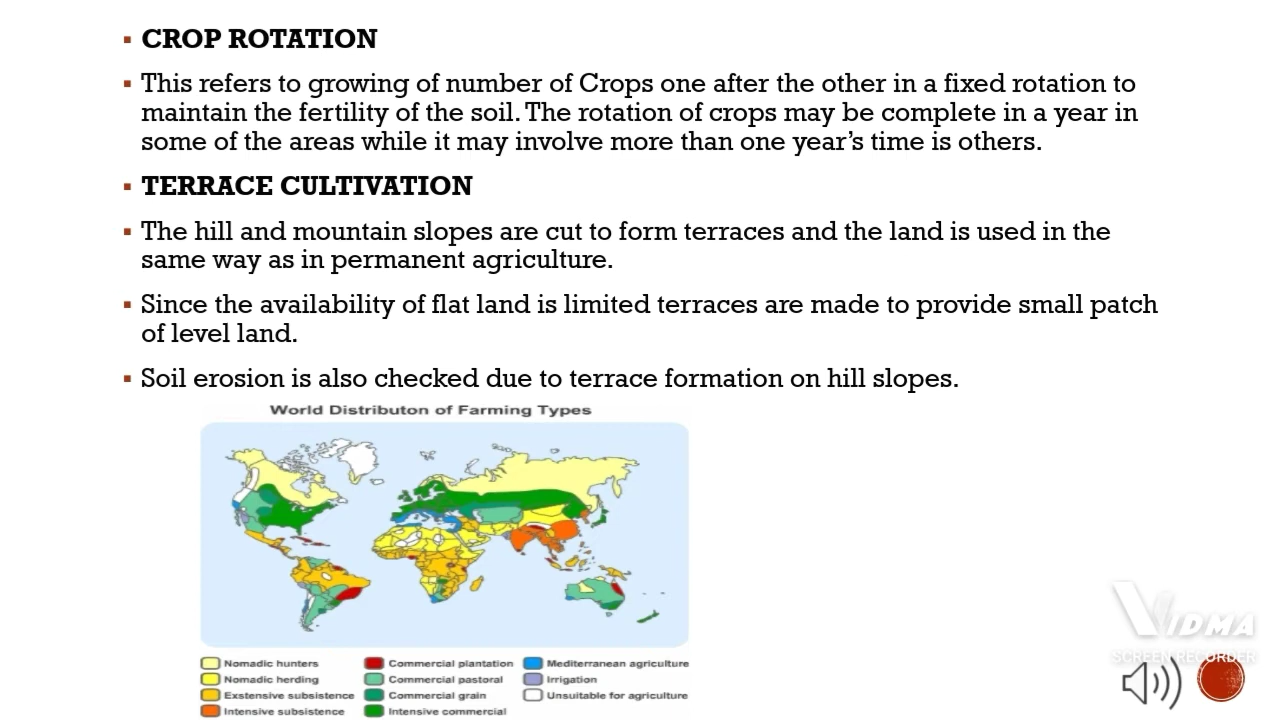 CROP ROTATION
This refers to growing of number of Crops one after the other in a fixed rotation to
maintain the fertility of the soil. The rotation of crops may be complete in a year in
some of the areas while it may involve more than one year's time is others.
TERRACE CULTIVATION
The hill and mountain slopes are cut to form terraces and the land is used in the
same way as in permanent agriculture.
Since the availability of flat land is limited terraces are made to provide small patch
of level land.
Soil erosion is also checked due to terrace formation on hill slopes.
World Distributon of Farming Types
Nomadic hunters
Nomadic herding
Exstensive subsistence
Intensive subsistence
Commercial plantation
Commercial pastoral
Commercial grain
Intensive commercial
Mediterranean agriculture
Irrigation
Unsuitable for agriculture
VIDMA
SCREEN RECORDER